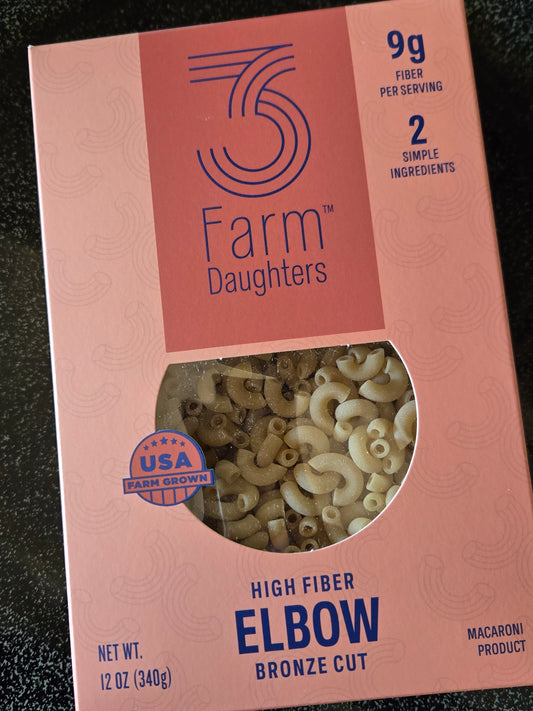 3
Farm™
Daughters
9g
FIBER
PER SERVING
2
SIMPLE
INGREDIENTS
USA
FARM GROWN
HIGH FIBER
ELBOW
BRONZE CUT
NET WT.
12 OZ (340g)
MACARONI
PRODUCT